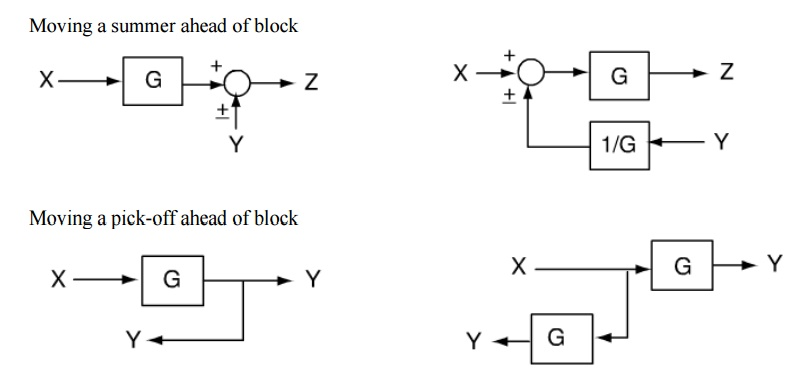 Moving a summer ahead of block
X G + ± Z
Y
X + ± G Z
1/G Y
Moving a pick-off ahead of block
X G Y
Y
X G Y
Y G